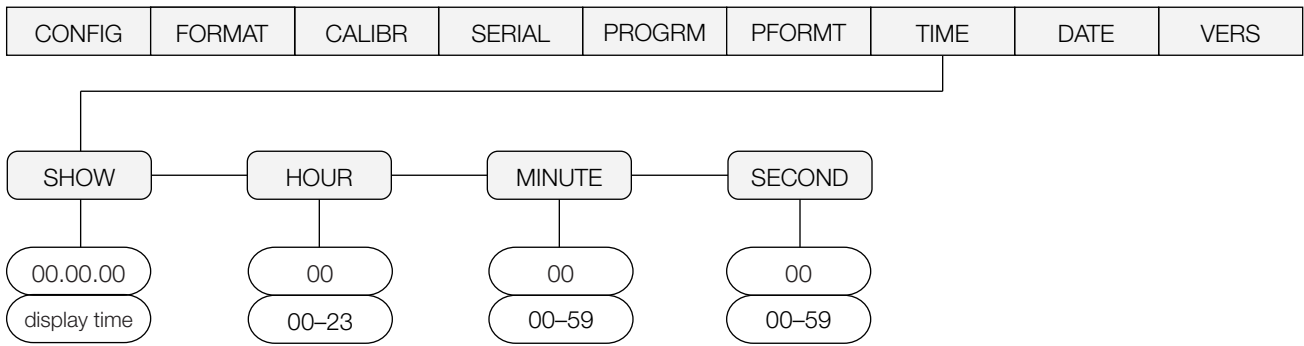 CONFIG FORMAT CALIBR SERIAL PROGRM PFORMT TIME DATE VERS
SHOW HOUR MINUTE SECOND
00.00.00 00 00 00
display time 00–23 00–59 00–59